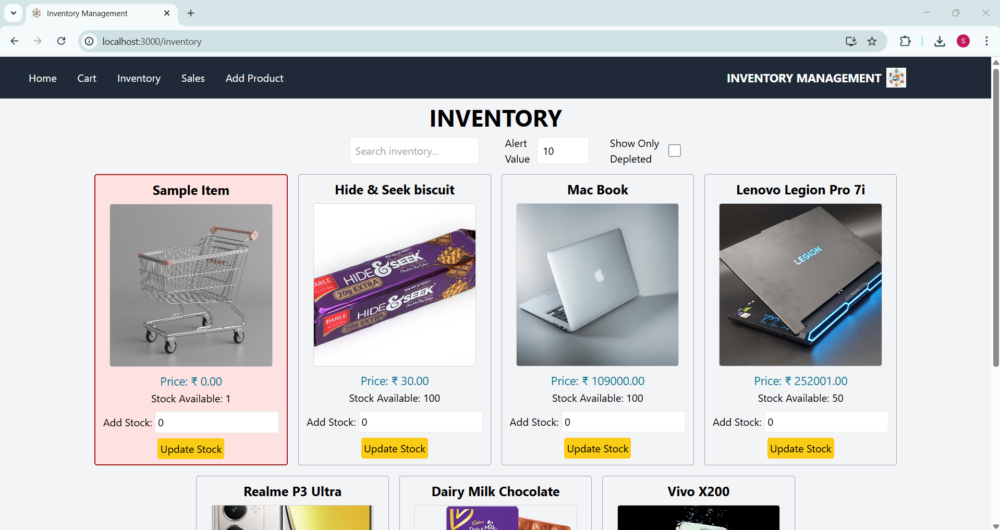 Inventory Management
localhost:3000/inventory
S
Home Cart Inventory Sales Add Product
INVENTORY MANAGEMENT
INVENTORY
Search inventory...
Alert
Value
10
Show Only
Depleted
Sample Item
Price: ₹ 0.00
Stock Available: 1
Add Stock: 0
Update Stock
Hide & Seek biscuit
HIDE & SEEK
PARLE
PLATINA
20g EXTRA
HIDE & SEEK
PARLE
PLATINA
20g EXTRA
Price: ₹ 30.00
Stock Available: 100
Add Stock: 0
Update Stock
Mac Book
Price: ₹ 109000.00
Stock Available: 100
Add Stock: 0
Update Stock
Lenovo Legion Pro 7i
LEGION
Price: ₹ 252001.00
Stock Available: 50
Add Stock: 0
Update Stock
Realme P3 Ultra
Dairy Milk Chocolate
Cadbury
Dairy Milk
Vivo X200